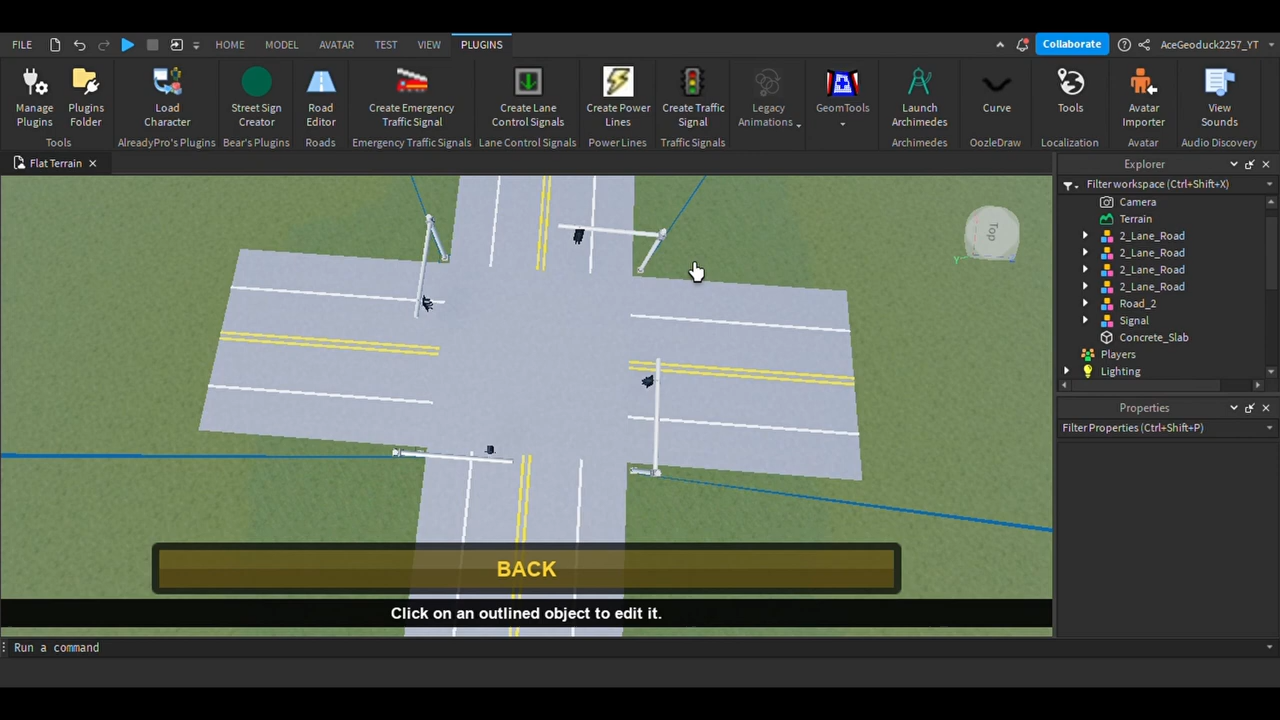 FILE HOME MODEL AVATAR TEST VIEW PLUGINS Collaborate AceGeoduck2257_YT
Manage Plugins
Plugins Folder
Load Character
Street Sign Creator
Road Editor
Create Emergency Traffic Signal
Create Lane Control Signals
Create Power Lines
Create Traffic Signal
Legacy Animations
GeomTools
Launch Archimedes
Curve
Tools
Avatar Importer
View Sounds
Tools AlreadyPro's Plugins Bear's Plugins Roads Emergency Traffic Signals Lane Control Signals Power Lines Traffic Signals Archimedes OozleDraw Localization Avatar Audio Discovery
Flat Terrain
Explorer
Filter workspace (Ctrl+Shift+X)
Camera
Terrain
2_Lane_Road
2_Lane_Road
2_Lane_Road
2_Lane_Road
Road_2
Signal
Concrete_Slab
Players
Lighting
Properties
Filter Properties (Ctrl+Shift+P)
Top
Y
BACK
Click on an outlined object to edit it.
Run a command